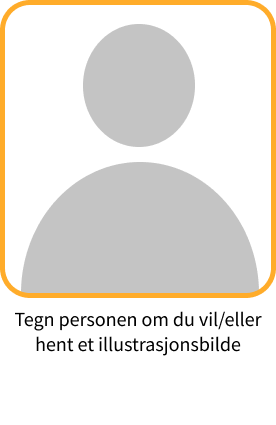 Tegn personen om du vil/eller
hent et illustrasjonsbilde